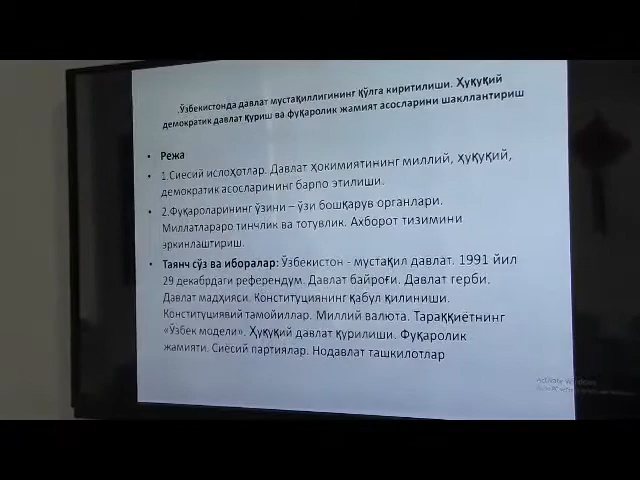 .Ўзбекистонда давлат мустақиллигининг қўлга киритилиши. Ҳуқуқий
демократик давлат қуриш ва фуқаролик жамият асосларини шакллантириш
• Режа
• 1.Сиесий ислоҳотлар. Давлат ҳокимиятининг миллий, ҳуқуқий,
демократик асосларининг барпо этилиши.
• 2.Фуқароларининг ўзини – ўзи бошқарув органлари.
Миллатлараро тинчлик ва тотувлик. Ахборот тизимини
эркинлаштириш.
• Таянч сўз ва иборалар: Ўзбекистон - мустақил давлат. 1991 йил
29 декабрдаги референдум. Давлат байроғи. Давлат герби.
Давлат мадҳияси. Конституциянинг қабул қилиниши.
Конституциявий тамойиллар. Миллий валюта. Тараққиётнинг
«Ўзбек модели». Ҳуқуқий давлат қурилиши. Фуқаролик
жамияти. Сиёсий партиялар. Нодавлат ташкилотлар
Activate Windows